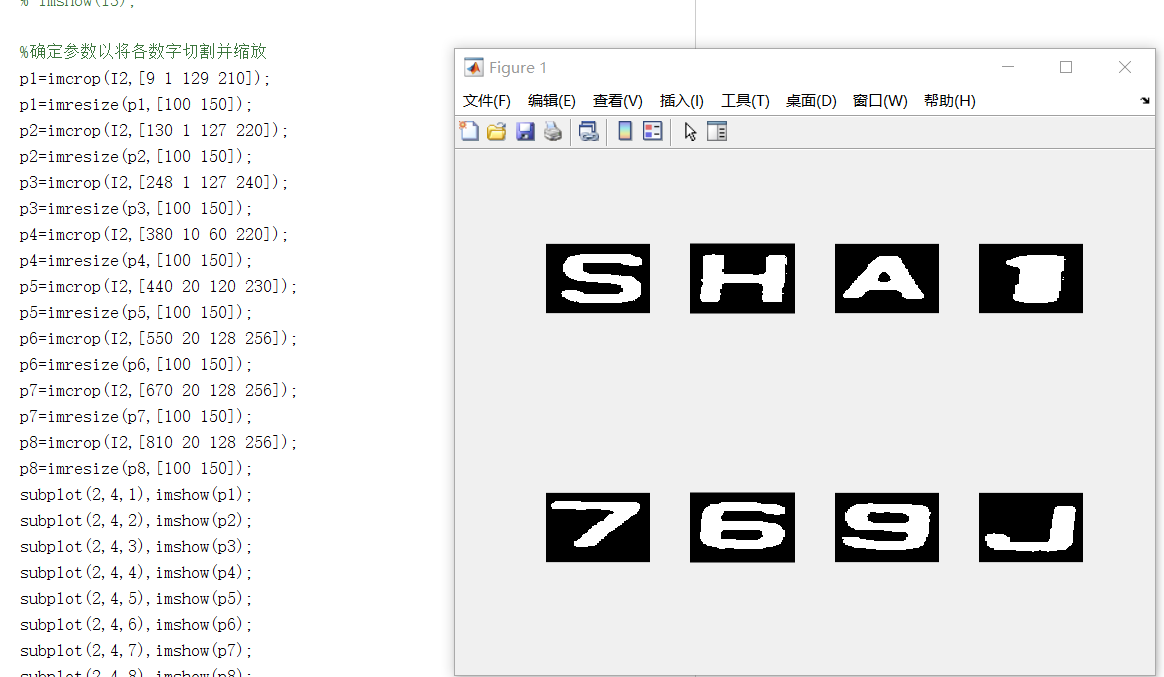 % imshow(I3);
%确定参数以将各数字切割并缩放
p1=imcrop(I2,[9 1 129 210]);
p1=imresize(p1,[100 150]);
p2=imcrop(I2,[130 1 127 220]);
p2=imresize(p2,[100 150]);
p3=imcrop(I2,[248 1 127 240]);
p3=imresize(p3,[100 150]);
p4=imcrop(I2,[380 10 60 220]);
p4=imresize(p4,[100 150]);
p5=imcrop(I2,[440 20 120 230]);
p5=imresize(p5,[100 150]);
p6=imcrop(I2,[550 20 128 256]);
p6=imresize(p6,[100 150]);
p7=imcrop(I2,[670 20 128 256]);
p7=imresize(p7,[100 150]);
p8=imcrop(I2,[810 20 128 256]);
p8=imresize(p8,[100 150]);
subplot(2,4,1),imshow(p1);
subplot(2,4,2),imshow(p2);
subplot(2,4,3),imshow(p3);
subplot(2,4,4),imshow(p4);
subplot(2,4,5),imshow(p5);
subplot(2,4,6),imshow(p6);
subplot(2,4,7),imshow(p7);
subplot(2,4,8),imshow(p8);
Figure 1
文件(F) 编辑(E) 查看(V) 插入(I) 工具(T) 桌面(D) 窗口(W) 帮助(H)
S H A 1
7 6 9 J